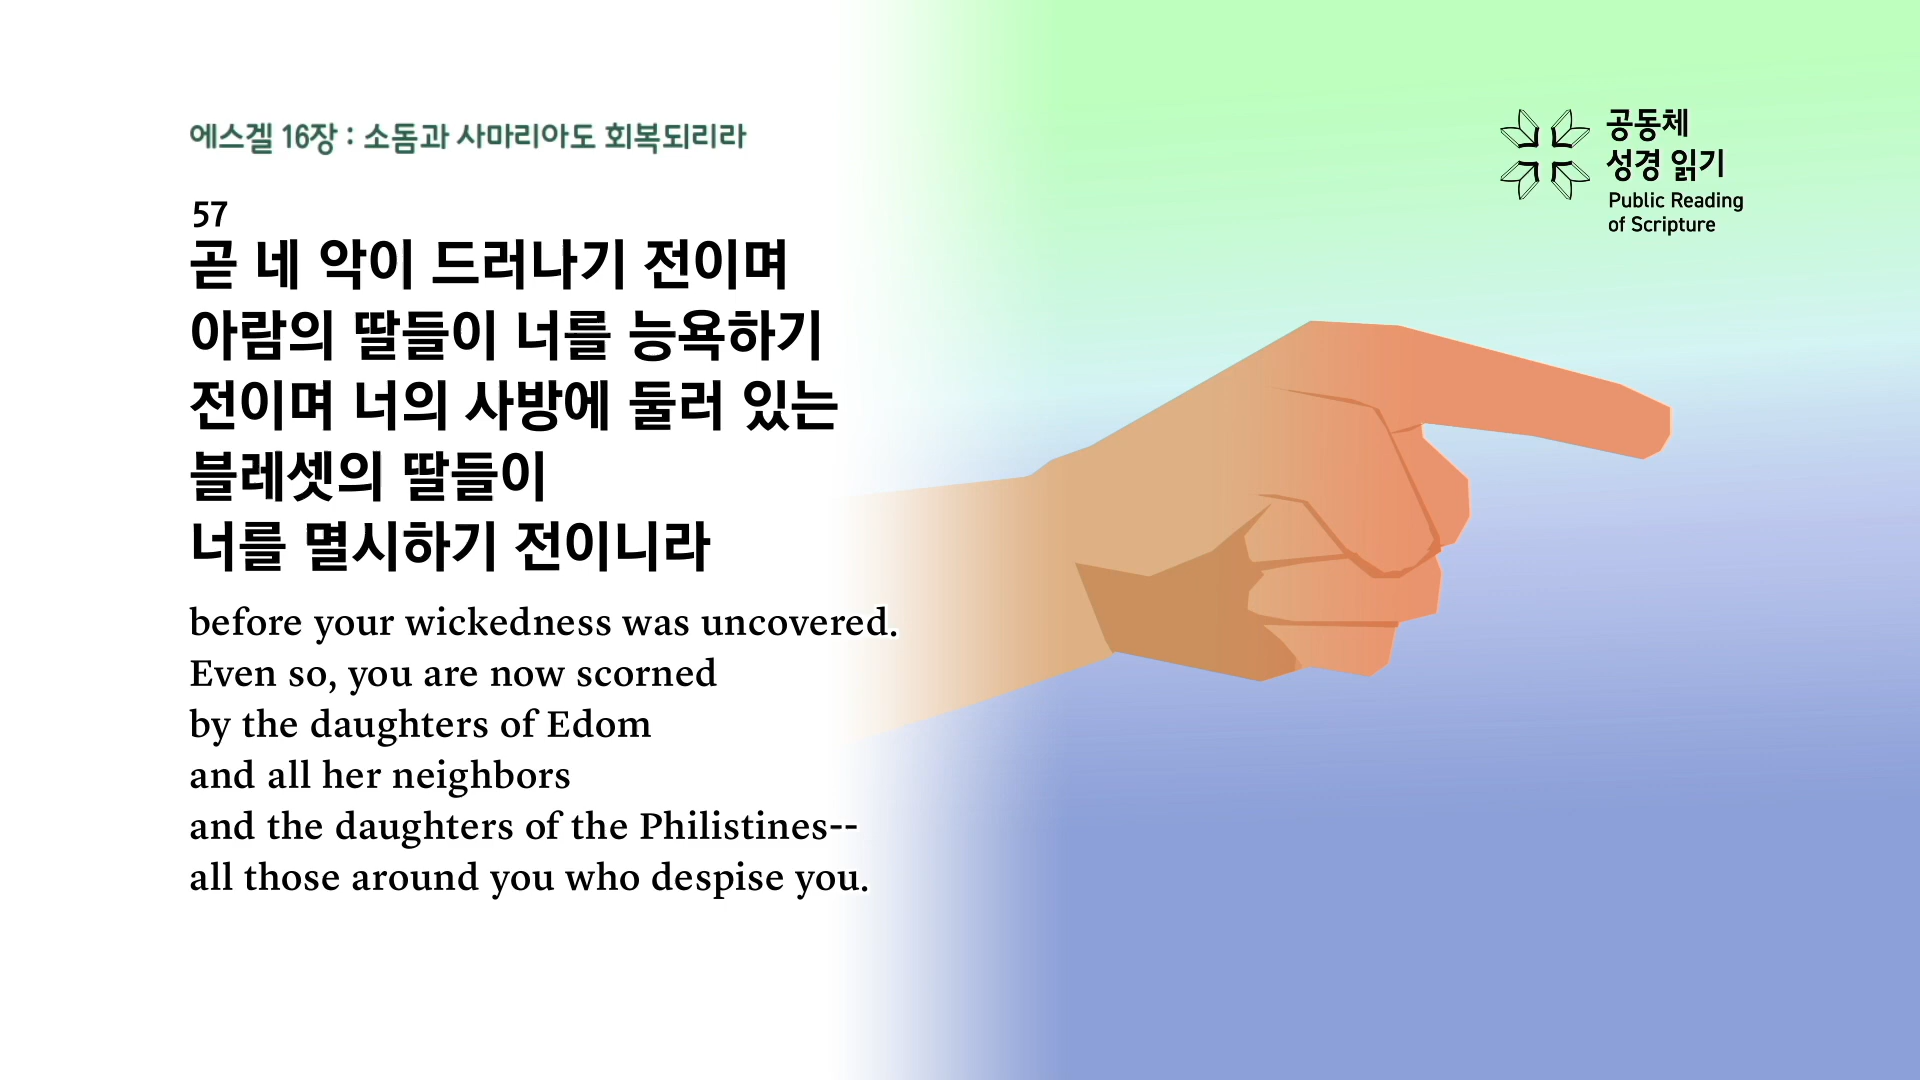 에스겔 16장 : 소돔과 사마리아도 회복되리라
57
곧 네 악이 드러나기 전이며
아람의 딸들이 너를 능욕하기
전이며 너의 사방에 둘러 있는
블레셋의 딸들이
너를 멸시하기 전이니라
before your wickedness was uncovered.
Even so, you are now scorned
by the daughters of Edom
and all her neighbors
and the daughters of the Philistines--
all those around you who despise you.
공동체
성경 읽기
Public Reading
of Scripture